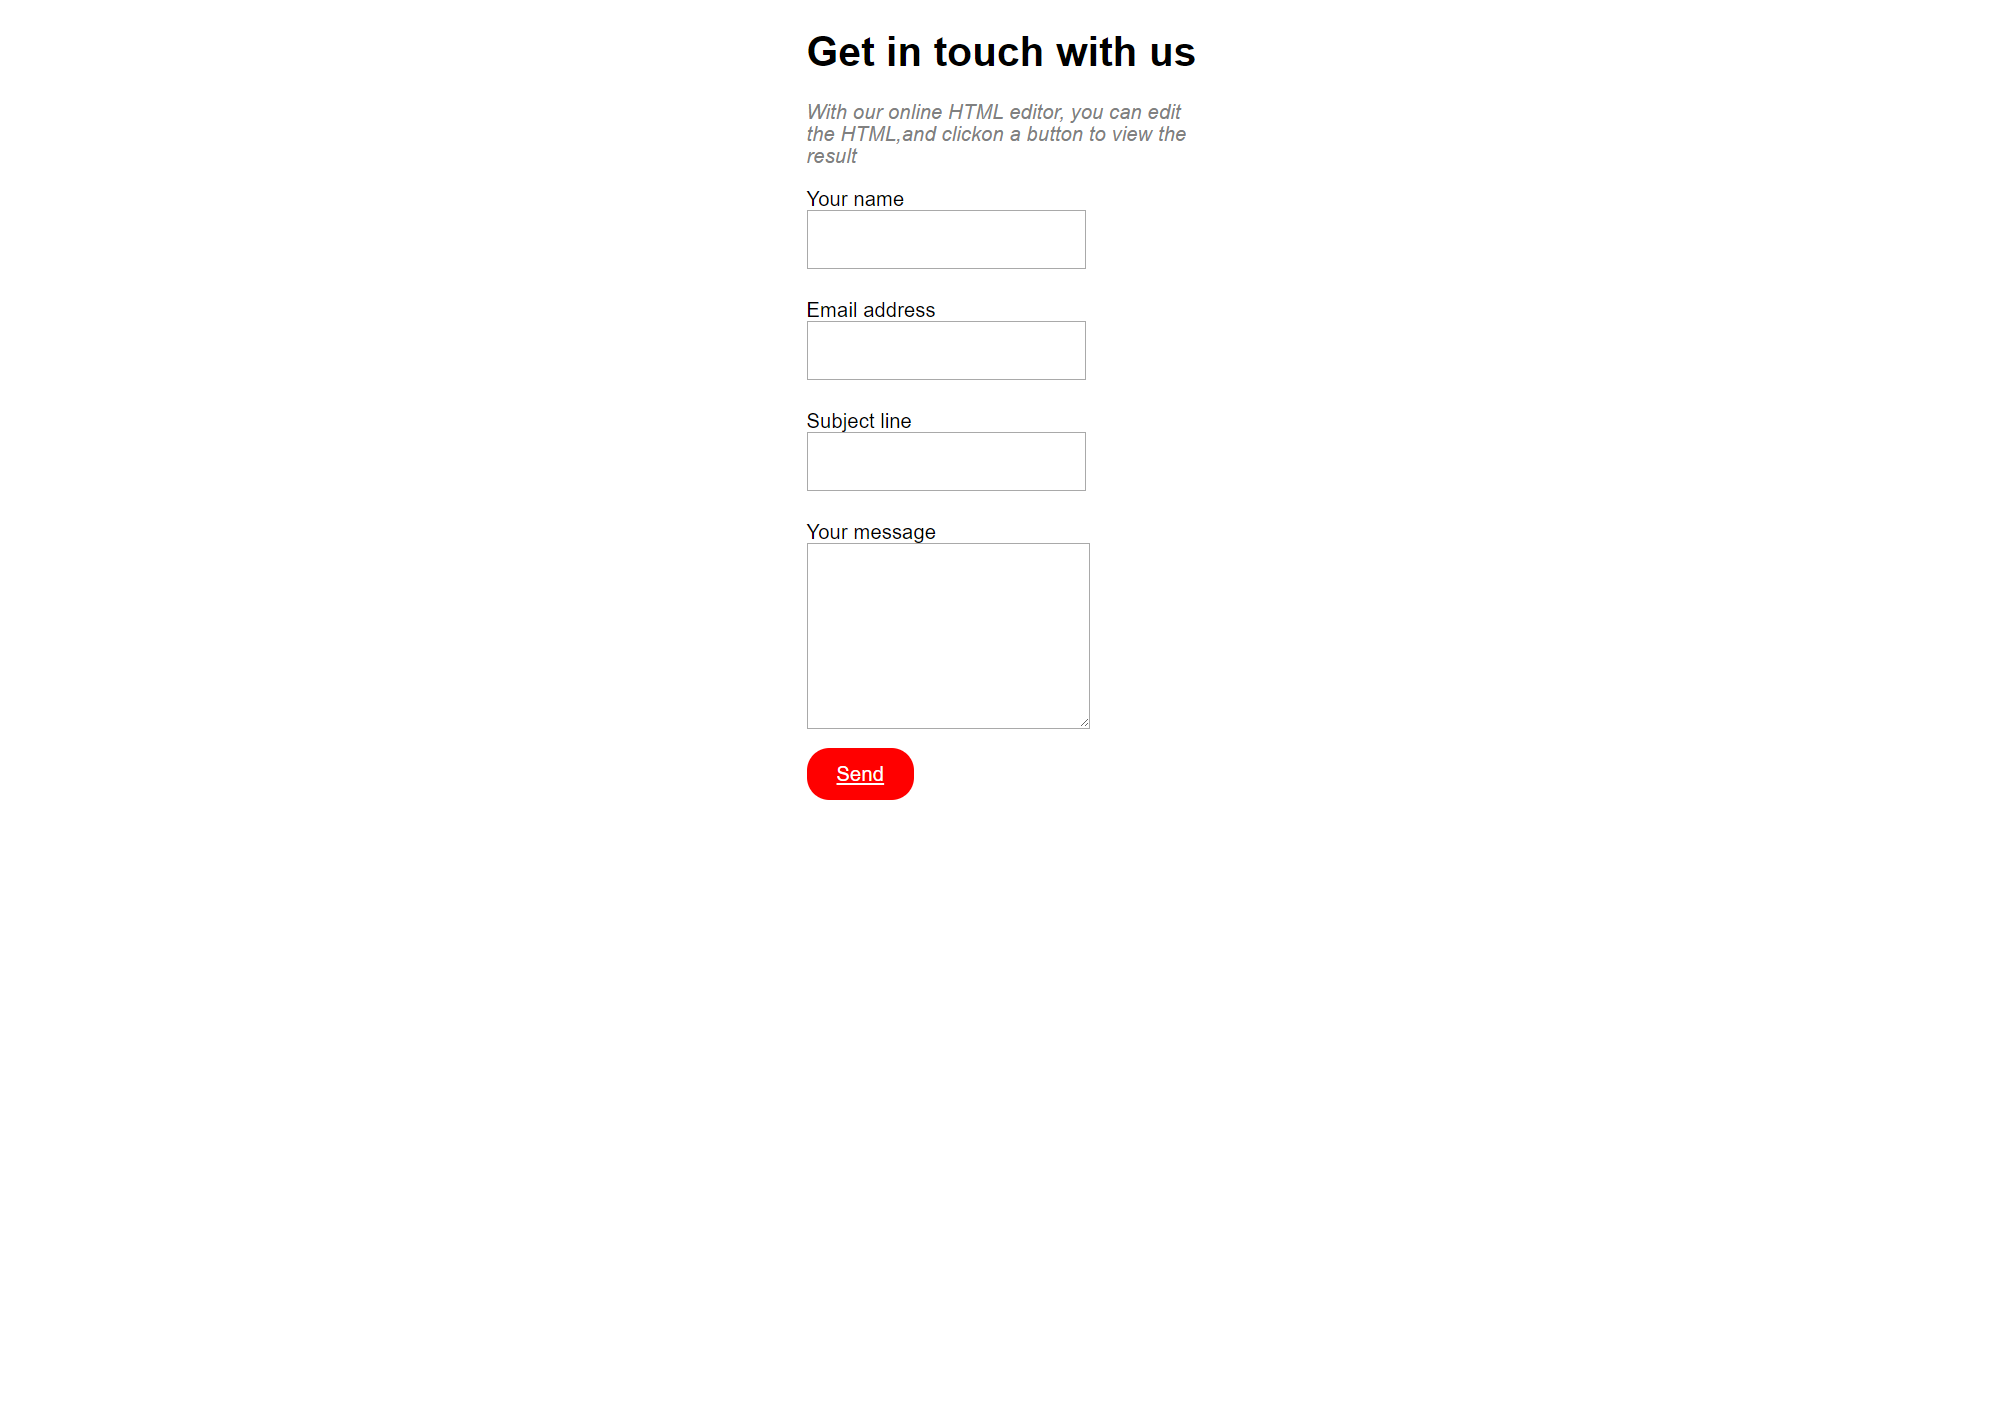 Get in touch with us
With our online HTML editor, you can edit
the HTML,and clickon a button to view the
result
Your name
Email address
Subject line
Your message
Send